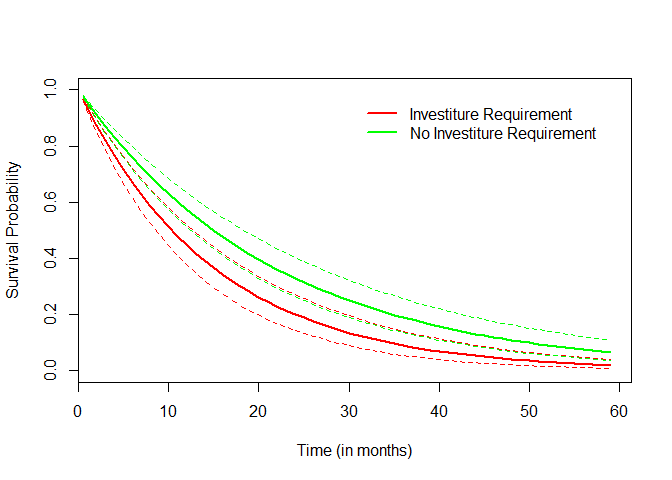 1.0
0.8
0.6
0.4
0.2
0.0
Survival Probability
Investiture Requirement
No Investiture Requirement
0 10 20 30 40 50 60
Time (in months)